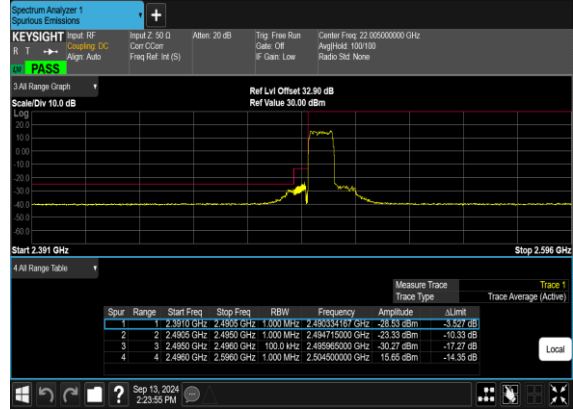 Spectrum Analyzer 1
Spurious Emissions
+
KEYSIGHT Input: RF Input Z: 50 Ω Atten: 20 dB Trig: Free Run Center Freq: 22.005000000 GHz
R T Coupling: DC Corr CCorr Gate: Off Avg|Hold: 100/100
Align: Auto Freq Ref: Int (S) IF Gain: Low Radio Std: None
PASS
3 All Range Graph
Ref Lvl Offset 32.90 dB
Scale/Div 10.0 dB Ref Value 30.00 dBm
Log
20.0
10.0
0.00
-10.0
-20.0
-30.0
-40.0
-50.0
-60.0
Start 2.391 GHz Stop 2.596 GHz
4 All Range Table
Measure Trace Trace 1
Trace Type Trace Average (Active)
Spur Range Start Freq Stop Freq RBW Frequency Amplitude ΔLimit
1 1 2.3910 GHz 2.4905 GHz 1.000 MHz 2.490334167 GHz -28.53 dBm -3.527 dB
2 2 2.4905 GHz 2.4950 GHz 1.000 MHz 2.494715000 GHz -23.33 dBm -10.33 dB
3 3 2.4950 GHz 2.4960 GHz 100.0 kHz 2.495965000 GHz -30.27 dBm -17.27 dB
4 4 2.4960 GHz 2.5960 GHz 1.000 MHz 2.504500000 GHz 15.65 dBm -14.35 dB
Local
?
Sep 13, 2024
2:23:55 PM